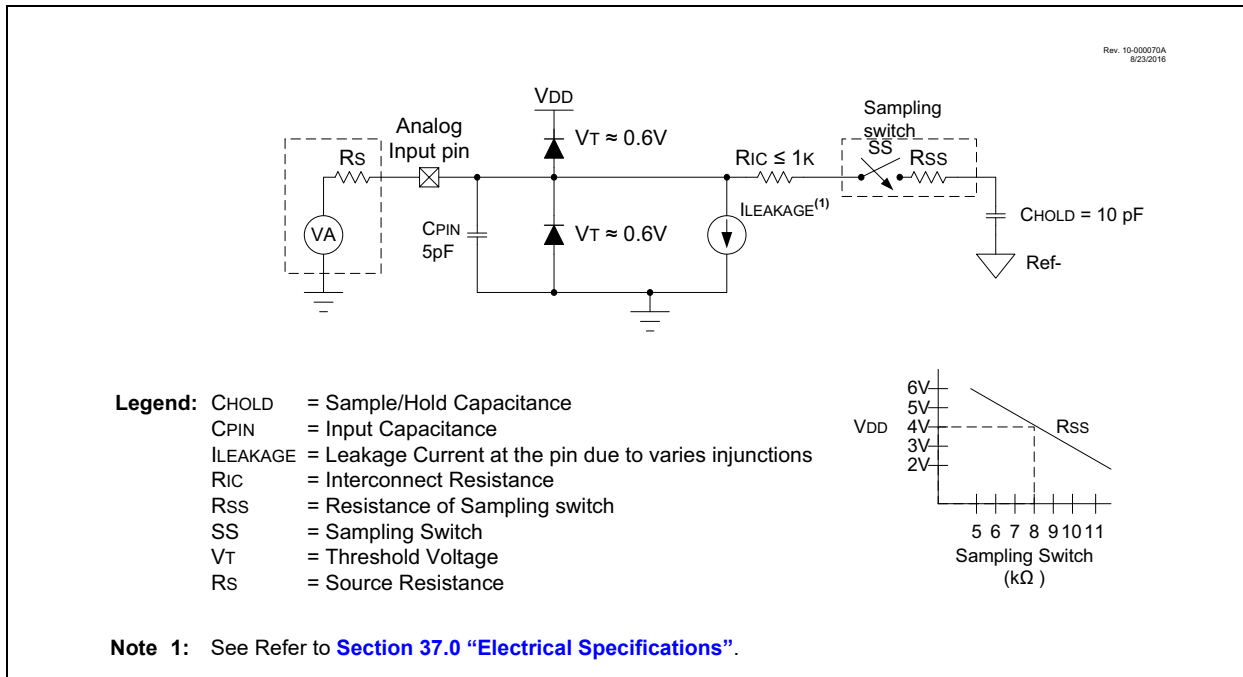 Rev. 10-000070A
8/23/2016
VDD
Sampling
switch
Analog
Input pin
VT ≈ 0.6V
RS
RIC ≤ 1K
SS
RSS
ILEAKAGE(1)
CHOLD = 10 pF
VA
CPIN
5pF
VT ≈ 0.6V
Ref-
Legend: CHOLD = Sample/Hold Capacitance
CPIN = Input Capacitance
ILEAKAGE = Leakage Current at the pin due to varies injunctions
RIC = Interconnect Resistance
RSS = Resistance of Sampling switch
SS = Sampling Switch
VT = Threshold Voltage
RS = Source Resistance
6V
5V
VDD 4V RSS
3V
2V
5 6 7 8 9 10 11
Sampling Switch
(kΩ )
Note 1: See Refer to Section 37.0 “Electrical Specifications”.